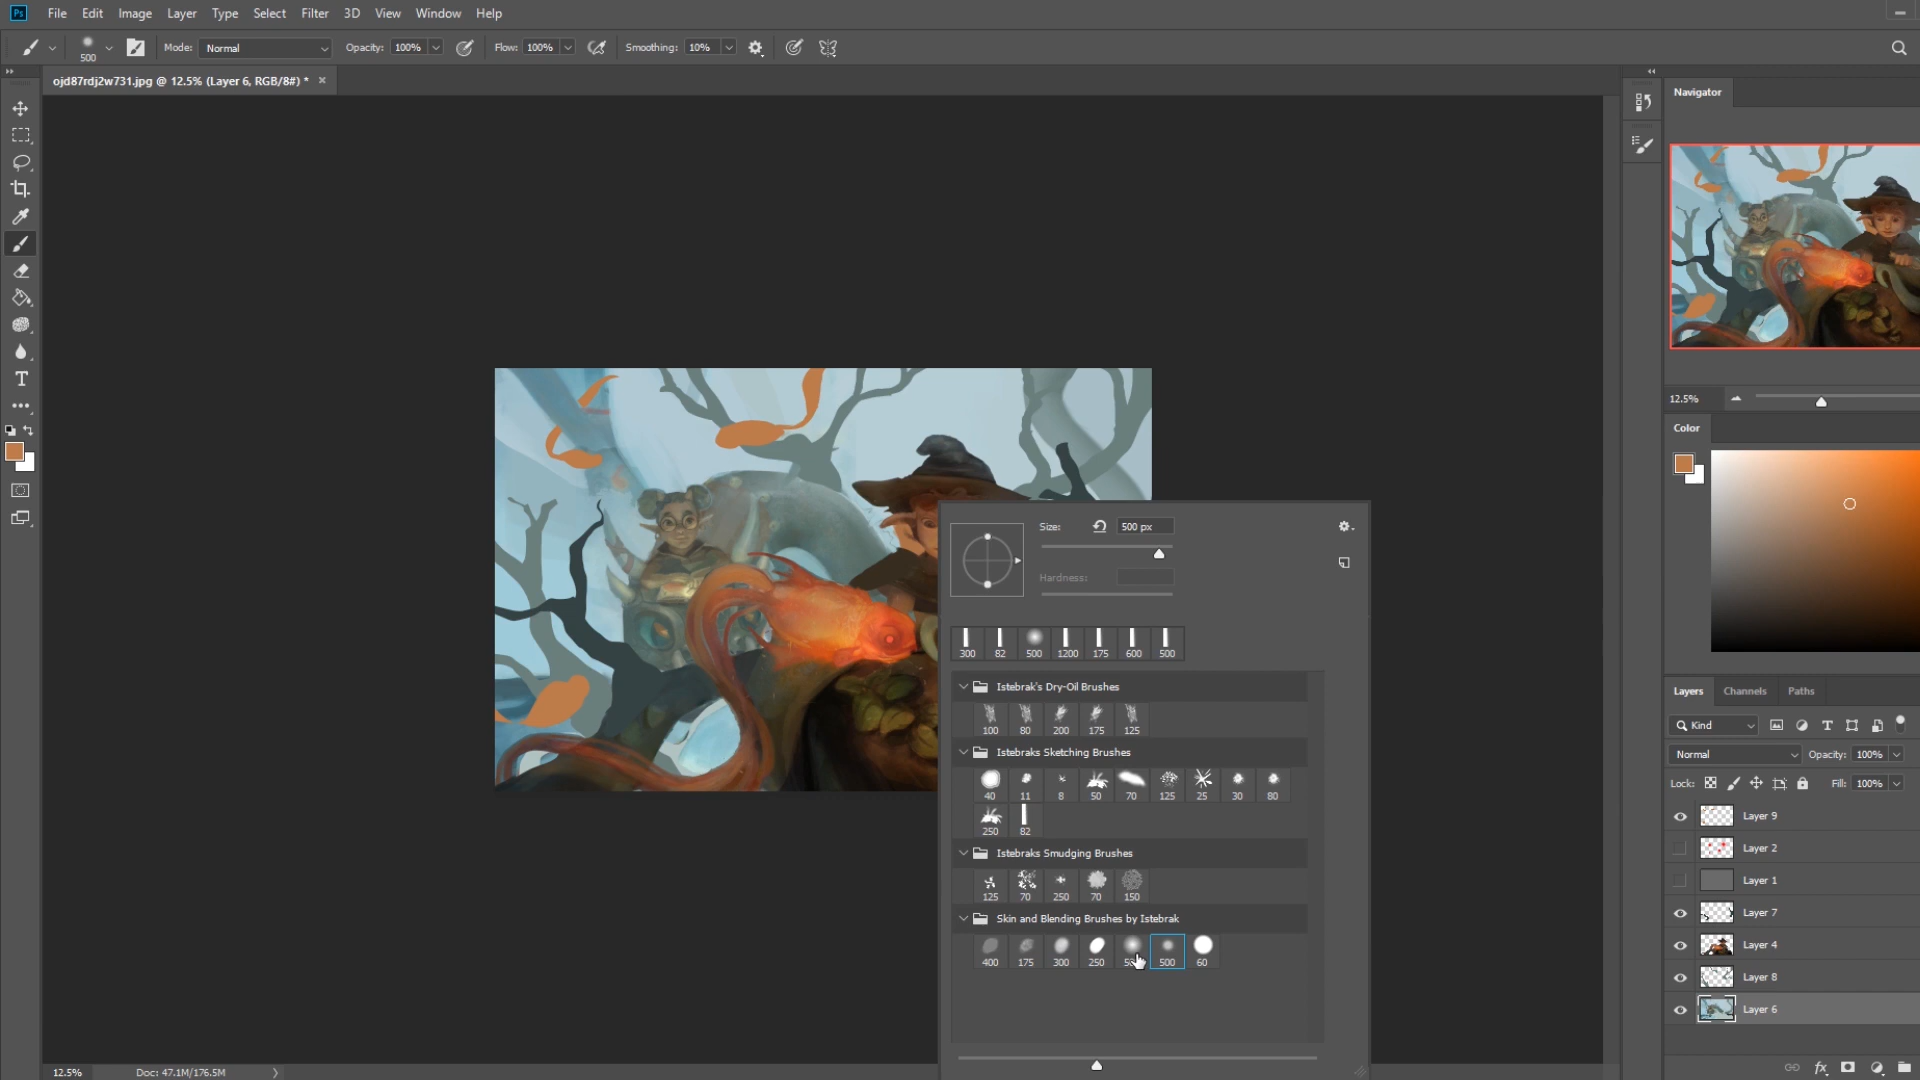 Ps File Edit Image Layer Type Select Filter 3D View Window Help
500 Mode: Normal Opacity: 100% Flow: 100% Smoothing: 10%
ojd87rdj2w731.jpg @ 12.5% (Layer 6, RGB/8#) *
Navigator
12.5%
Color
Size: 500 px
Hardness:
300 82 500 1200 175 600 500
Istebrak's Dry-Oil Brushes
100 80 200 175 125
Istebraks Sketching Brushes
40 11 8 50 70 125 25 30 80
250 82
Istebraks Smudging Brushes
125 70 250 70 150
Skin and Blending Brushes by Istebrak
400 175 300 250 500 60
Layers Channels Paths
Kind
Normal Opacity: 100%
Lock: Fill: 100%
Layer 9
Layer 2
Layer 1
Layer 7
Layer 4
Layer 8
Layer 6
fx
12.5% Doc: 47.1M/176.5M